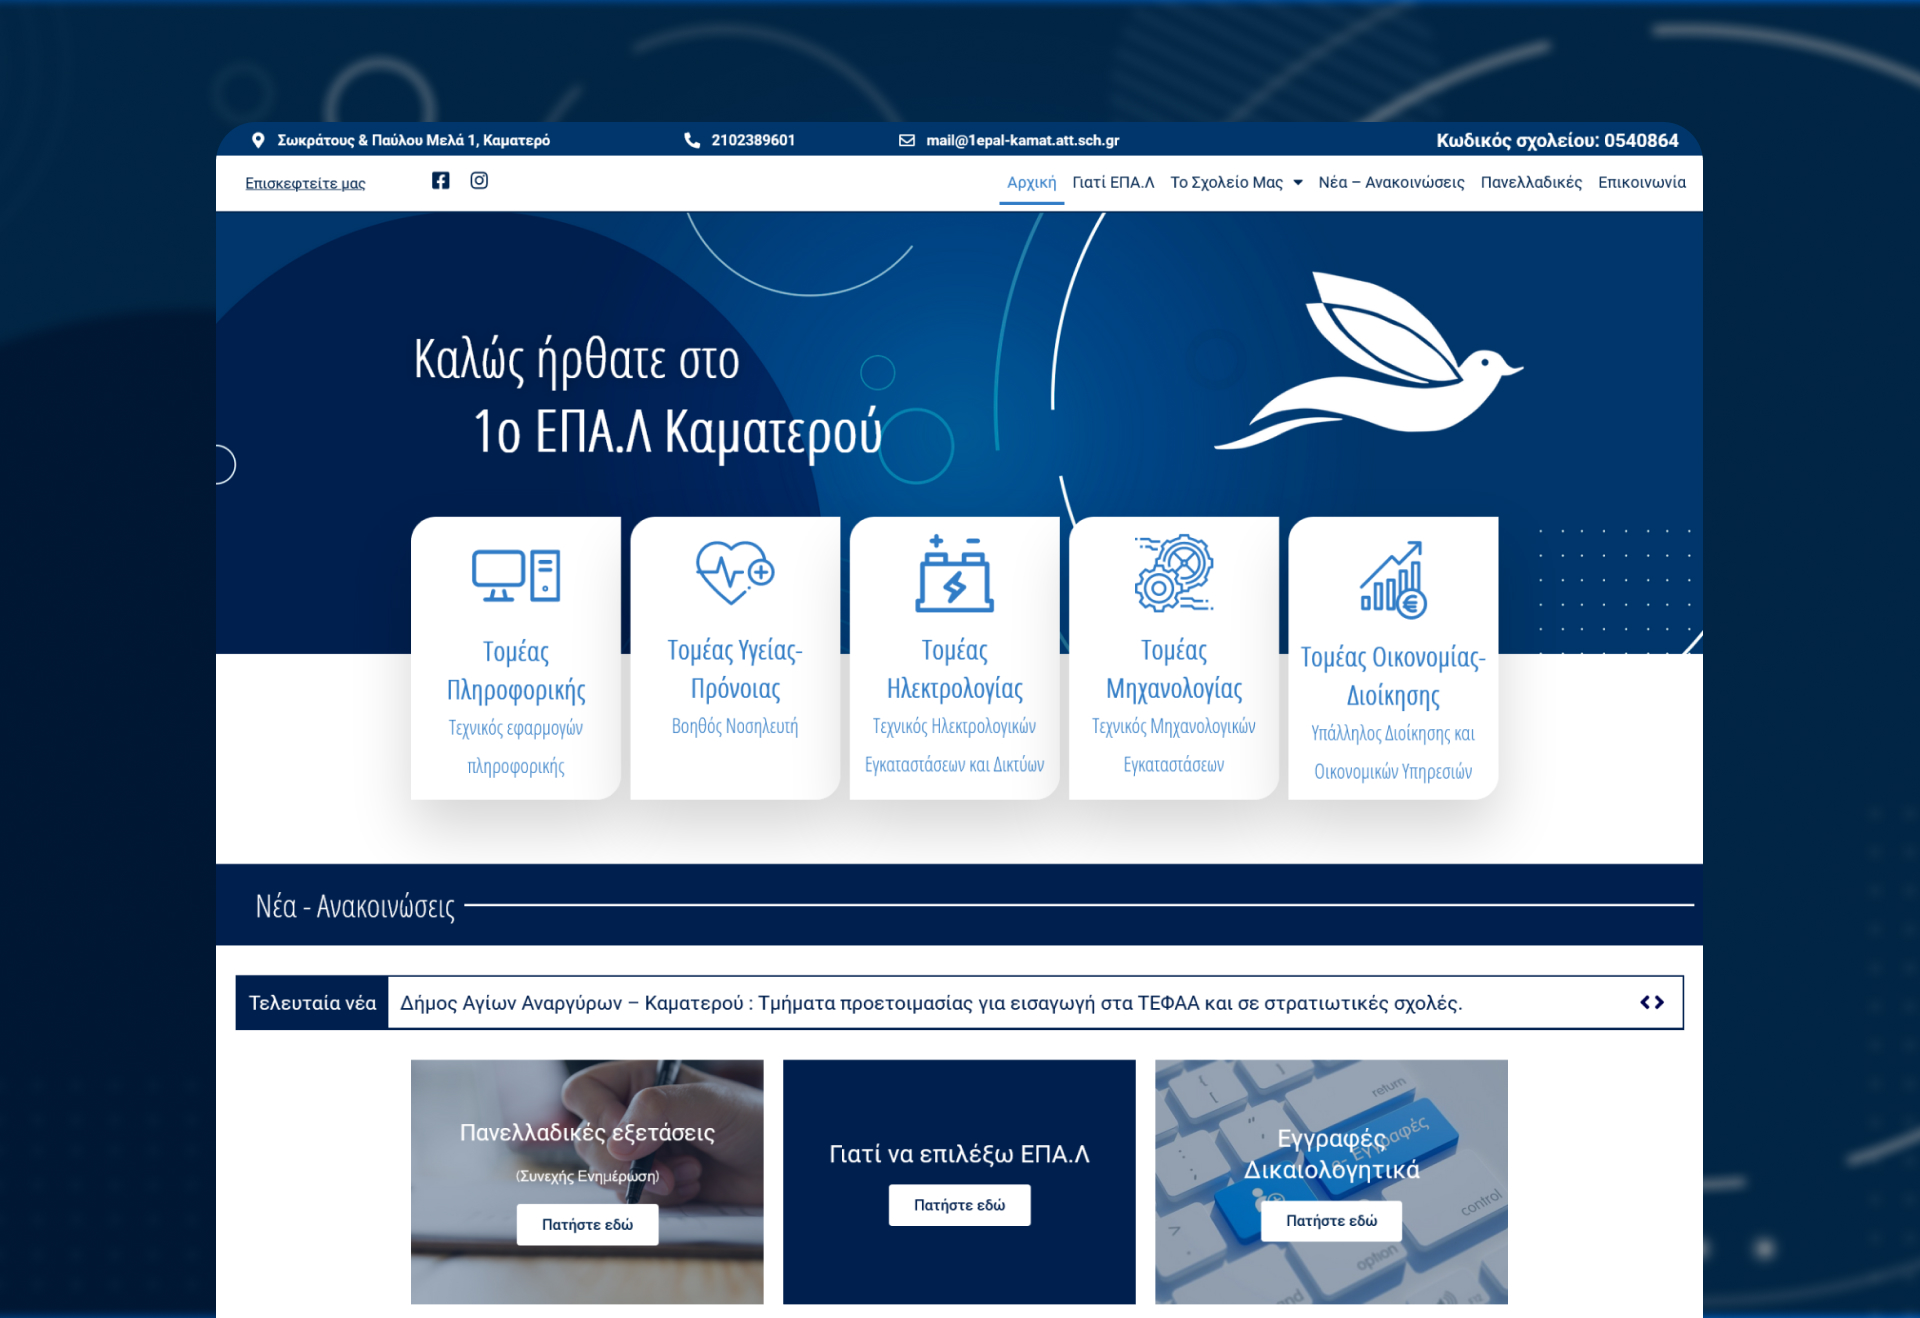 Σωκράτους & Παύλου Μελά 1, Καματερό
2102389601
mail@1epal-kamat.att.sch.gr
Κωδικός σχολείου: 0540864
Επισκεφτείτε μας
Αρχική
Γιατί ΕΠΑ.Λ
Το Σχολείο Μας
Νέα – Ανακοινώσεις
Πανελλαδικές
Επικοινωνία
Καλώς ήρθατε στο
1ο ΕΠΑ.Λ Καματερού
Τομέας
Πληροφορικής
Τεχνικός εφαρμογών
πληροφορικής
Τομέας Υγείας-
Πρόνοιας
Βοηθός Νοσηλευτή
Τομέας
Ηλεκτρολογίας
Τεχνικός Ηλεκτρολογικών
Εγκαταστάσεων και Δικτύων
Τομέας
Μηχανολογίας
Τεχνικός Μηχανολογικών
Εγκαταστάσεων
Τομέας Οικονομίας-
Διοίκησης
Υπάλληλος Διοίκησης και
Οικονομικών Υπηρεσιών
Νέα - Ανακοινώσεις
Τελευταία νέα
Δήμος Αγίων Αναργύρων – Καματερού : Τμήματα προετοιμασίας για εισαγωγή στα ΤΕΦΑΑ και σε στρατιωτικές σχολές.
Πανελλαδικές εξετάσεις
(Συνεχής Ενημέρωση)
Πατήστε εδώ
Γιατί να επιλέξω ΕΠΑ.Λ
Πατήστε εδώ
return
e- Εγγραφές
Εγγραφές
Δικαιολογητικά
Πατήστε εδώ
control
option